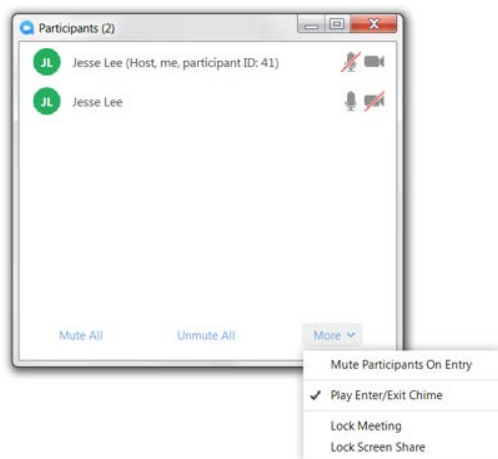 Participants (2)
JL Jesse Lee (Host, me, participant ID: 41)
JL Jesse Lee
Mute All Unmute All More
Mute Participants On Entry
Play Enter/Exit Chime
Lock Meeting
Lock Screen Share